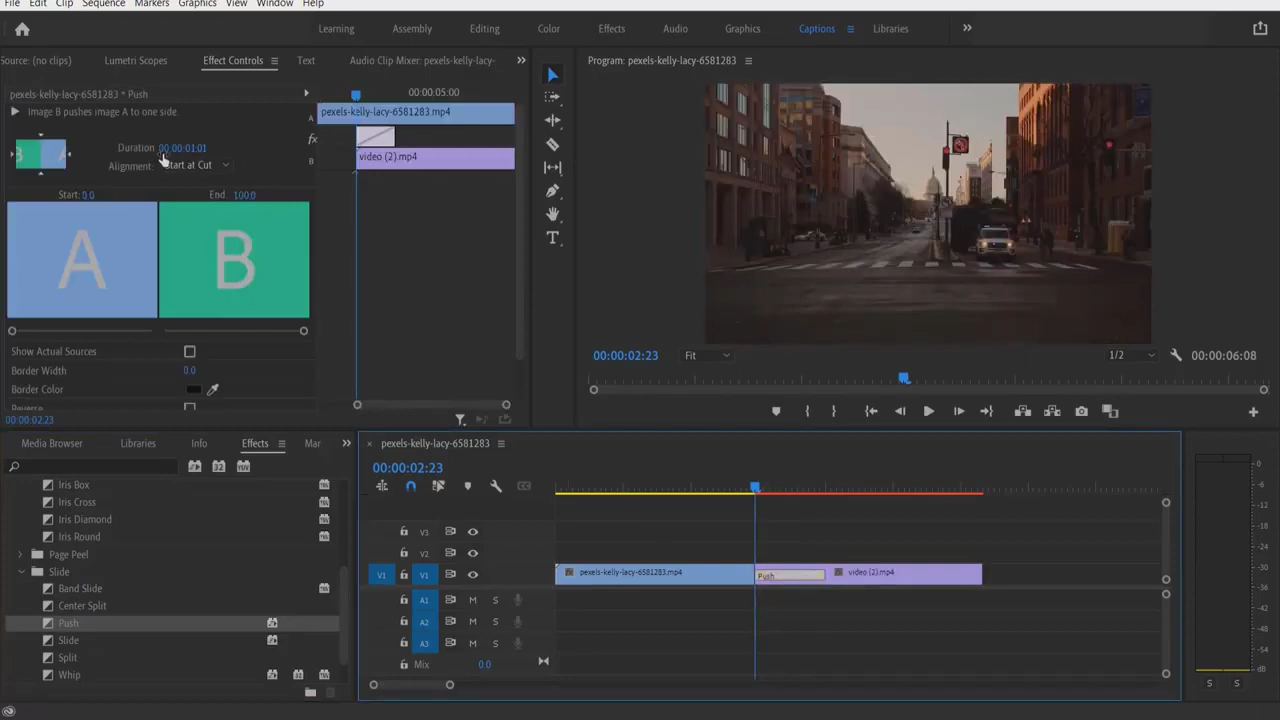 File Edit Clip Sequence Markers Graphics View Window Help
Learning Assembly Editing Color Effects Audio Graphics Captions Libraries
Source: (no clips) Lumetri Scopes Effect Controls Text Audio Clip Mixer: pexels-kelly-lacy-
Program: pexels-kelly-lacy-6581283
pexels-kelly-lacy-6581283 * Push
00:00:05:00
Image B pushes image A to one side.
A pexels-kelly-lacy-6581283.mp4
fx
Duration 00:00:01:01
B video (2).mp4
Alignment: Start at Cut
Start: 0.0 End: 100.0
A B
Show Actual Sources
Border Width 0.0
Border Color
Reverse
00:00:02:23
00:00:02:23 Fit 1/2 00:00:06:08
Media Browser Libraries Info Effects Mar
Iris Box
Iris Cross
Iris Diamond
Iris Round
Page Peel
Slide
Band Slide
Center Split
Push
Slide
Split
Whip
pexels-kelly-lacy-6581283
00:00:02:23
V3
V2
V1 V1 pexels-kelly-lacy-6581283.mp4 Push video (2).mp4
A1 M S
A2 M S
A3 M S
Mix 0.0
0
-6
-12
-18
-24
-30
-36
-42
-48
-54
dB
S S